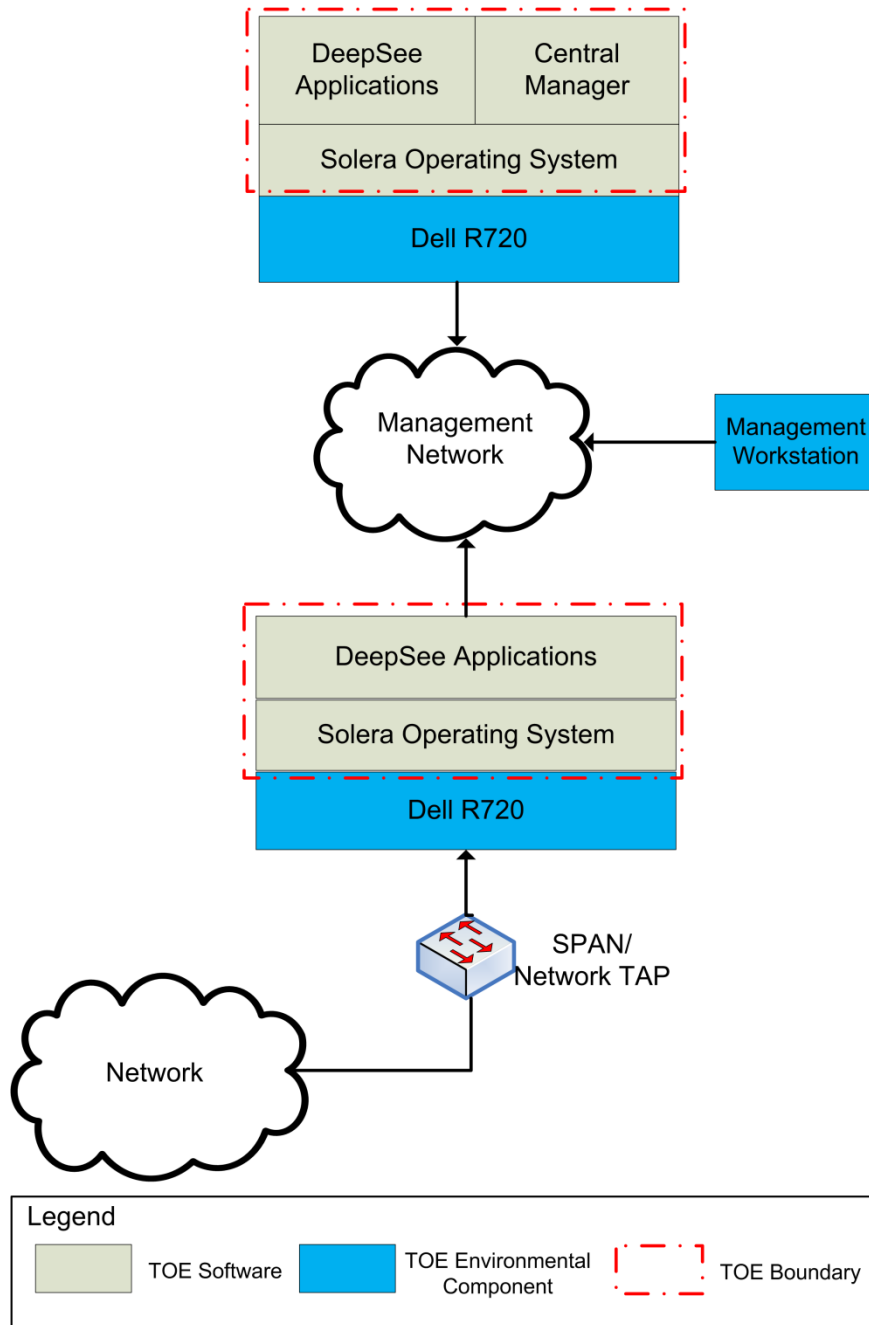 DeepSee
Applications
Central
Manager
Solera Operating System
Dell R720
Management
Network
Management
Workstation
DeepSee Applications
Solera Operating System
Dell R720
SPAN/
Network TAP
Network
Legend
TOE Software
TOE Environmental
Component
TOE Boundary